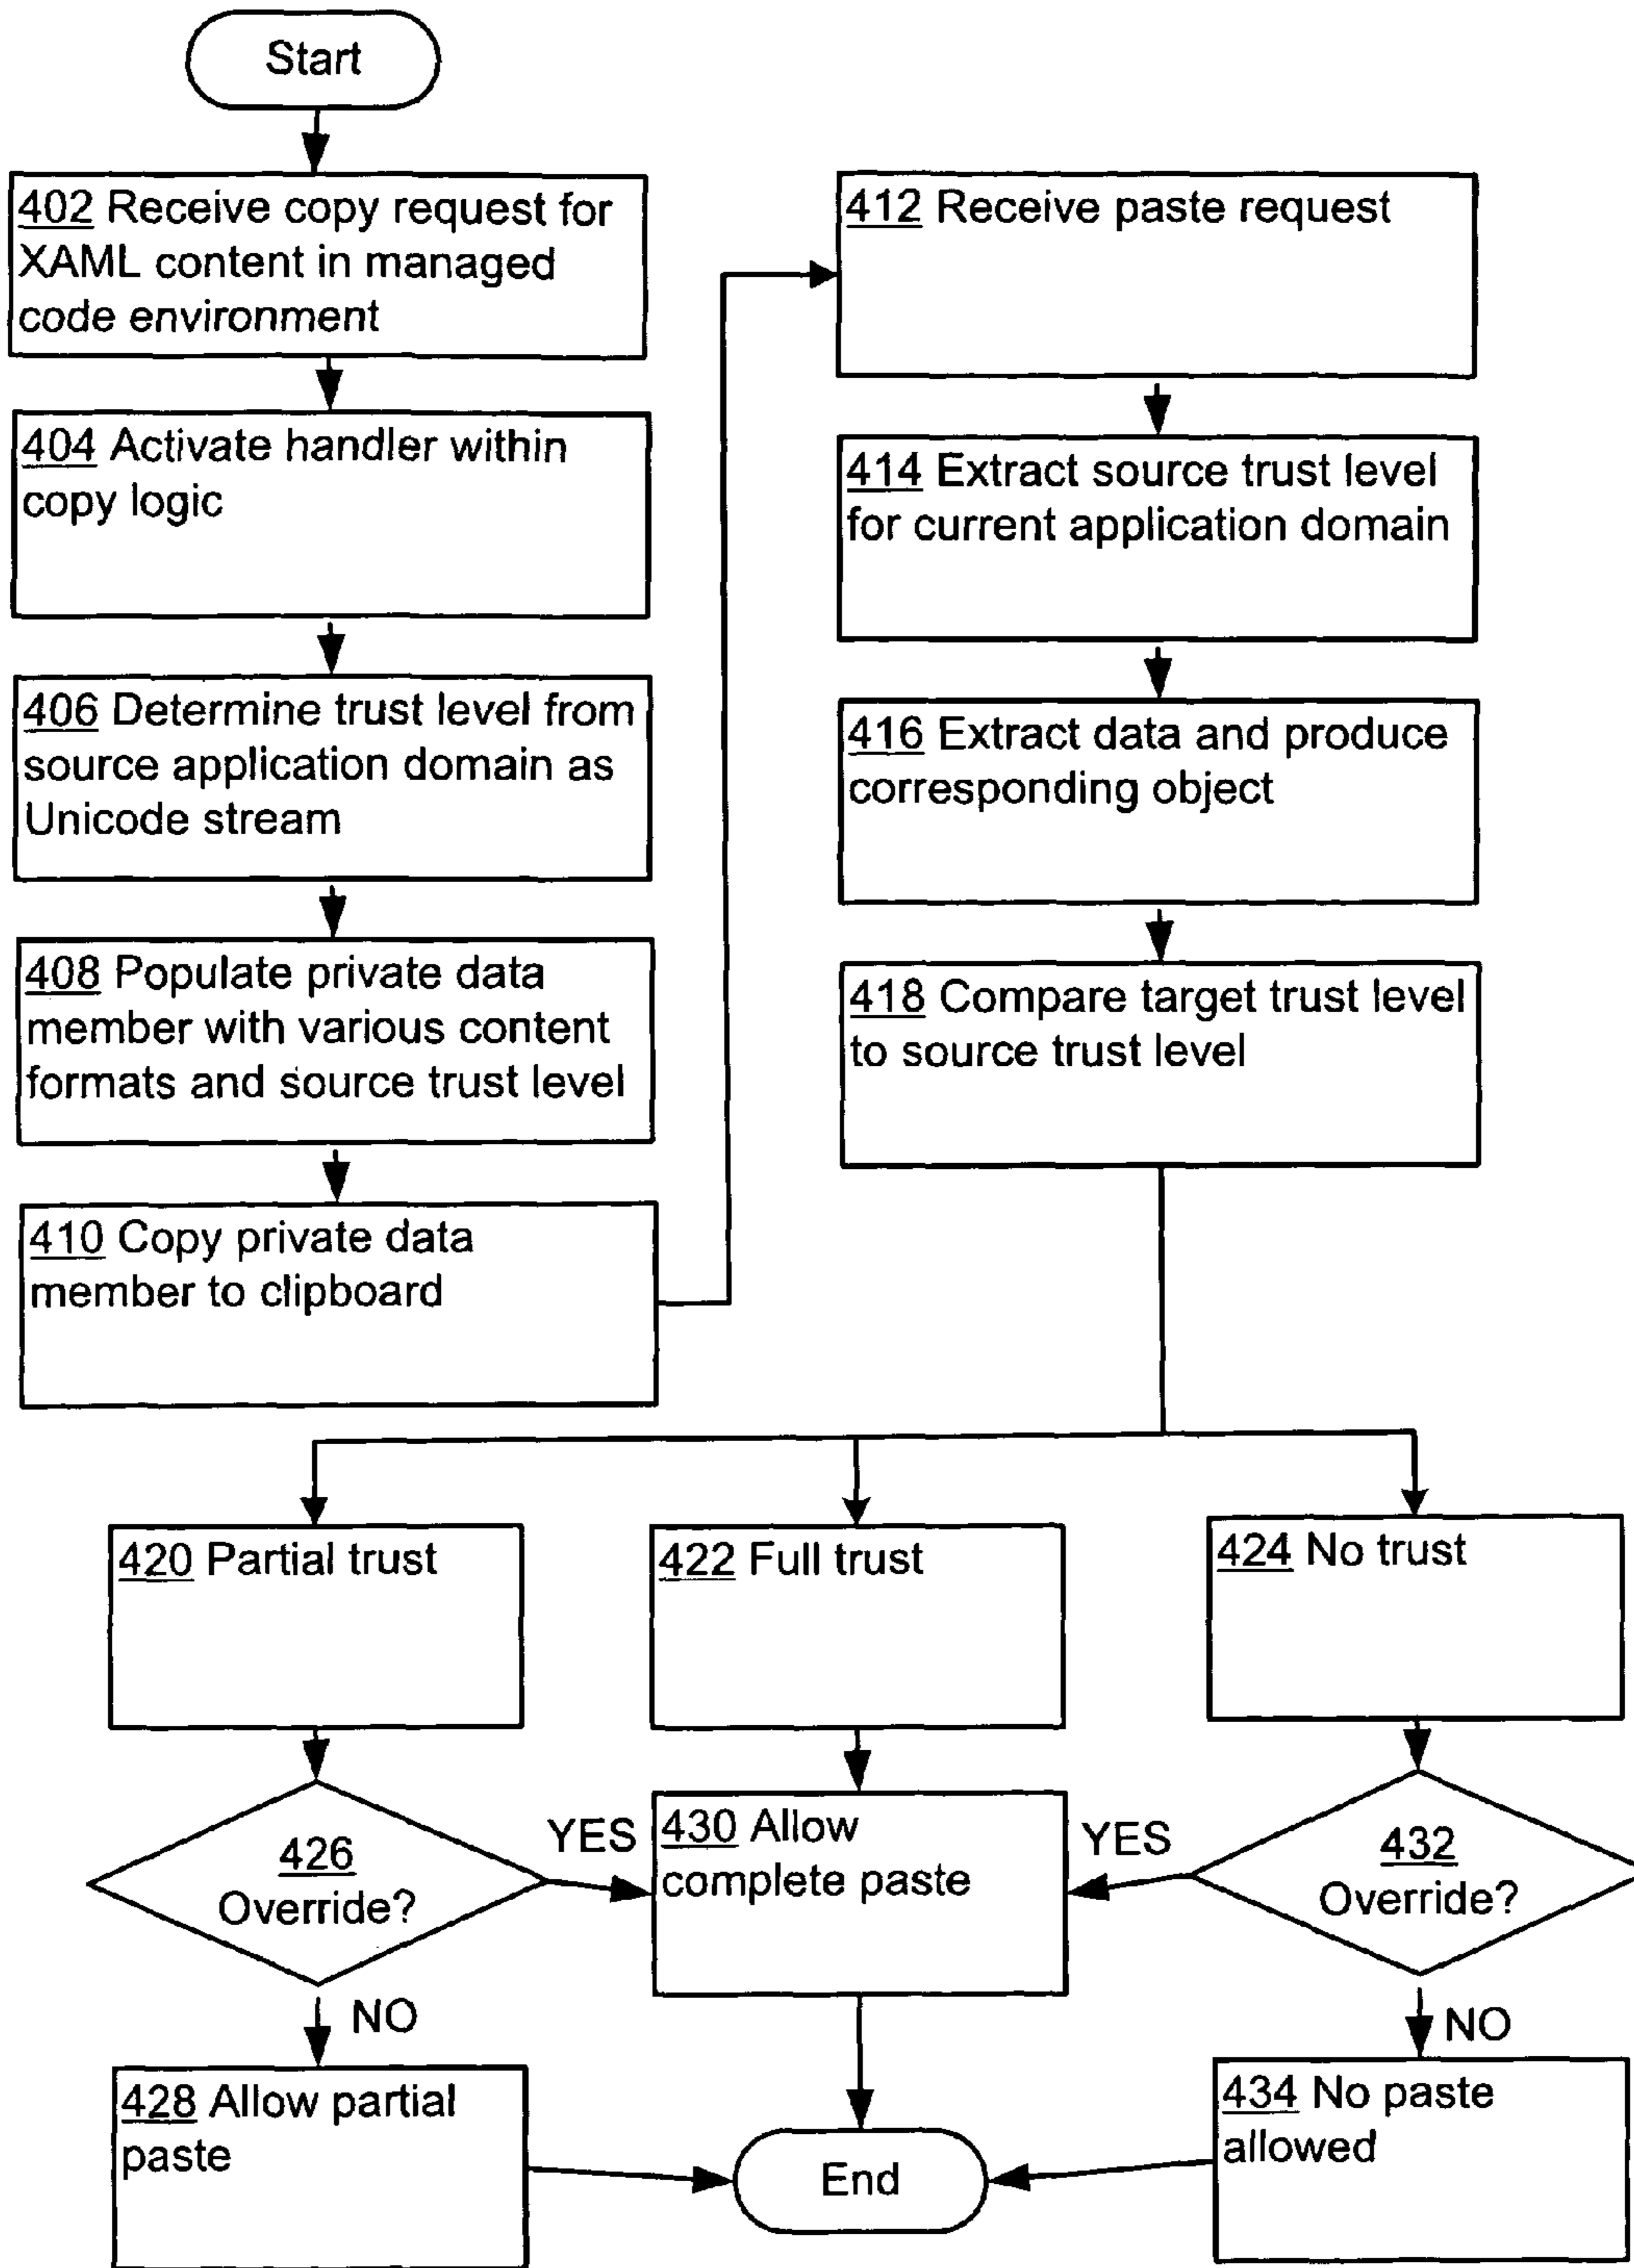 Start
402 Receive copy request for
XAML content in managed
code environment
404 Activate handler within
copy logic
406 Determine trust level from
source application domain as
Unicode stream
408 Populate private data
member with various content
formats and source trust level
410 Copy private data
member to clipboard
412 Receive paste request
414 Extract source trust level
for current application domain
416 Extract data and produce
corresponding object
418 Compare target trust level
to source trust level
420 Partial trust
422 Full trust
424 No trust
426
Override?
YES
430 Allow
complete paste
YES
432
Override?
NO
NO
428 Allow partial
paste
End
434 No paste
allowed